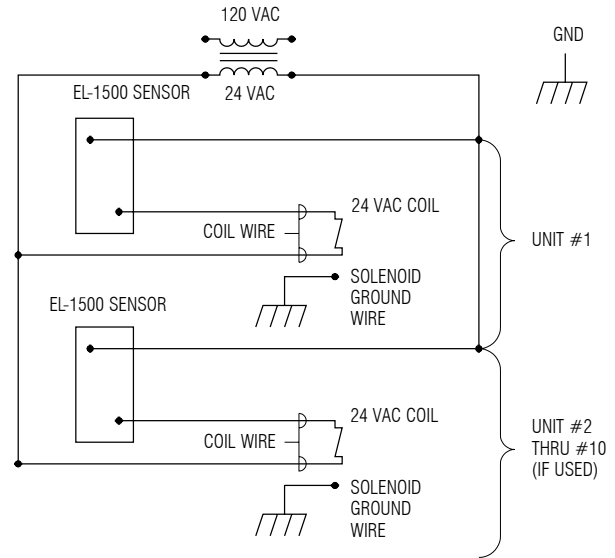 120 VAC
GND
24 VAC
EL-1500 SENSOR
24 VAC COIL
COIL WIRE
UNIT #1
SOLENOID
GROUND
WIRE
EL-1500 SENSOR
24 VAC COIL
COIL WIRE
UNIT #2
THRU #10
(IF USED)
SOLENOID
GROUND
WIRE